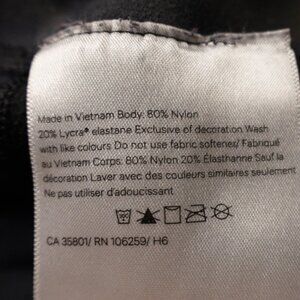 Made in Vietnam Body: 80% Nylon
20% Lycra® elastane Exclusive of decoration Wash
with like colours Do not use fabric softener/ Fabriqué
au Vietnam Corps: 80% Nylon 20% Élasthanne Sauf la
décoration Laver avec des couleurs similaires seulement
Ne pas utiliser d'adoucissant
CA 35801/ RN 106259/ H6